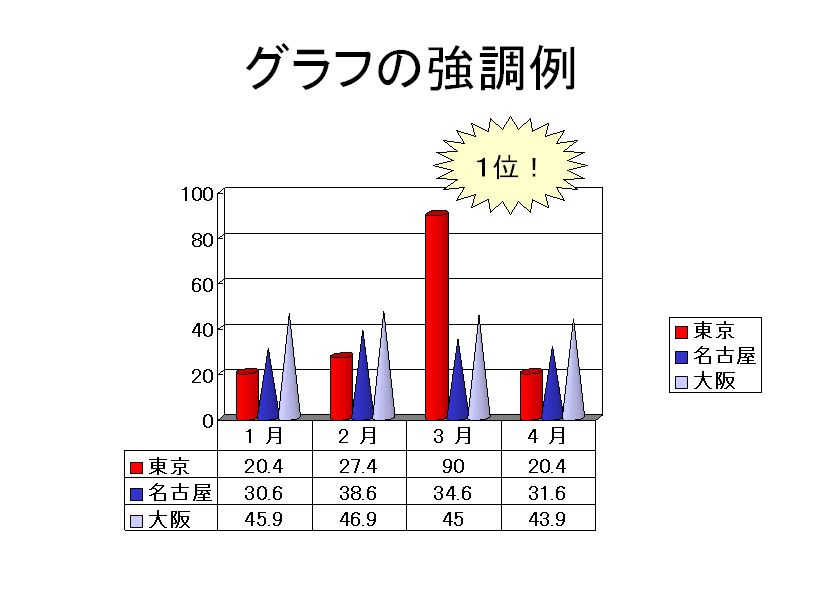 グラフの強調例
1位！
100
80
60
40
20
0
1 月 2 月 3 月 4 月
東京 20.4 27.4 90 20.4
名古屋 30.6 38.6 34.6 31.6
大阪 45.9 46.9 45 43.9
東京
名古屋
大阪